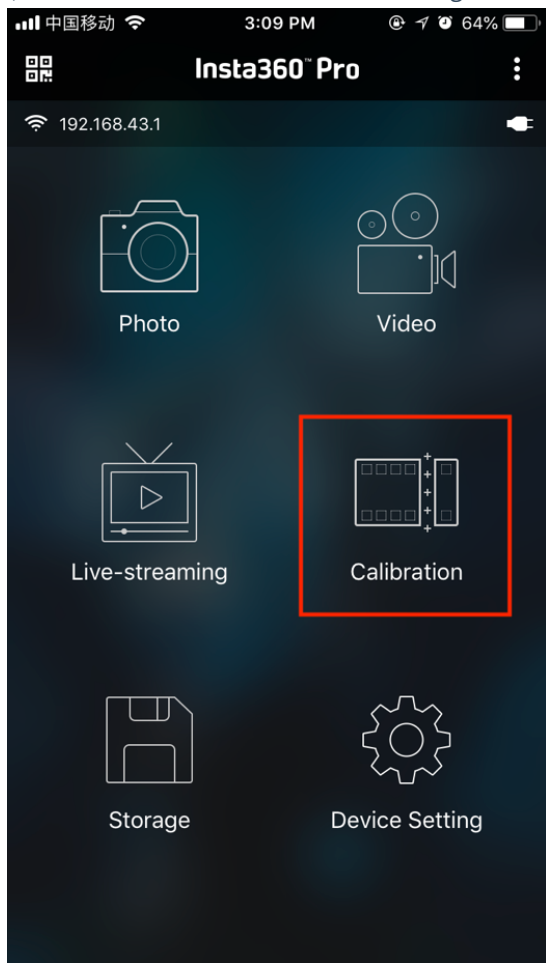 中国移动 3:09 PM 64%
Insta360™ Pro
192.168.43.1
Photo Video
Live-streaming Calibration
Storage Device Setting